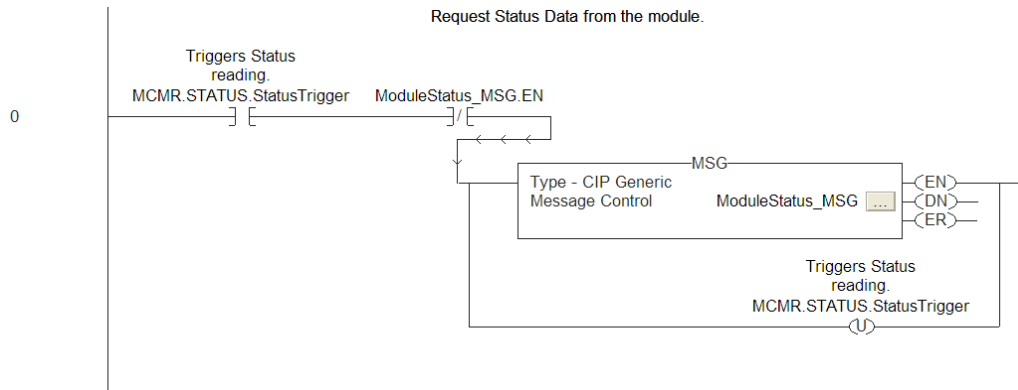 Request Status Data from the module.
Triggers Status
reading.
MCMR.STATUS.StatusTrigger
ModuleStatus_MSG.EN
0
/
MSG
Type - CIP Generic
Message Control
ModuleStatus_MSG
...
EN
DN
ER
Triggers Status
reading.
MCMR.STATUS.StatusTrigger
U